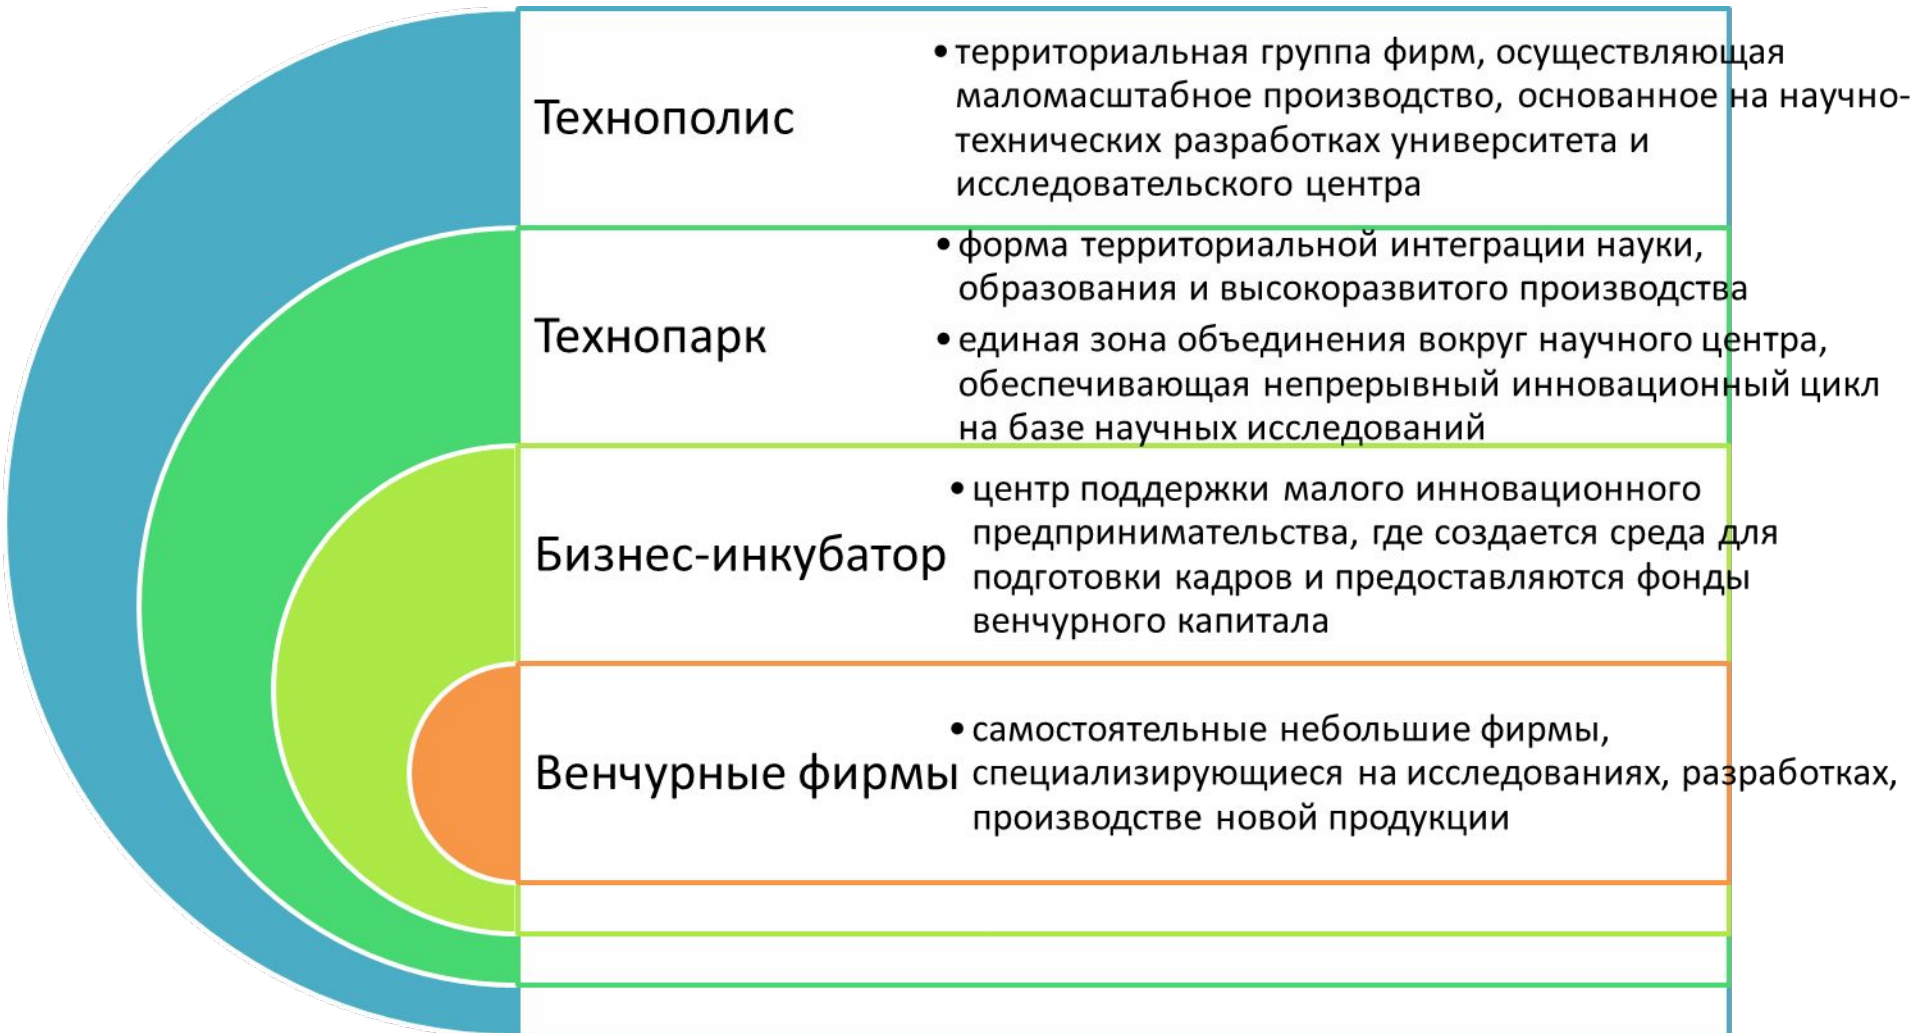 Технополис
• территориальная группа фирм, осуществляющая
маломасштабное производство, основанное на научно-
технических разработках университета и
исследовательского центра
Технопарк
• форма территориальной интеграции науки,
образования и высокоразвитого производства
• единая зона объединения вокруг научного центра,
обеспечивающая непрерывный инновационный цикл
на базе научных исследований
Бизнес-инкубатор
• центр поддержки малого инновационного
предпринимательства, где создается среда для
подготовки кадров и предоставляются фонды
венчурного капитала
Венчурные фирмы
• самостоятельные небольшие фирмы,
специализирующиеся на исследованиях, разработках,
производстве новой продукции